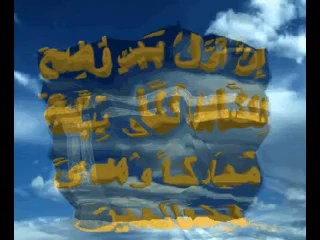 إن أول بيت وضع
للناس للذي ببكة
مباركاً وهدىً
للعالمين